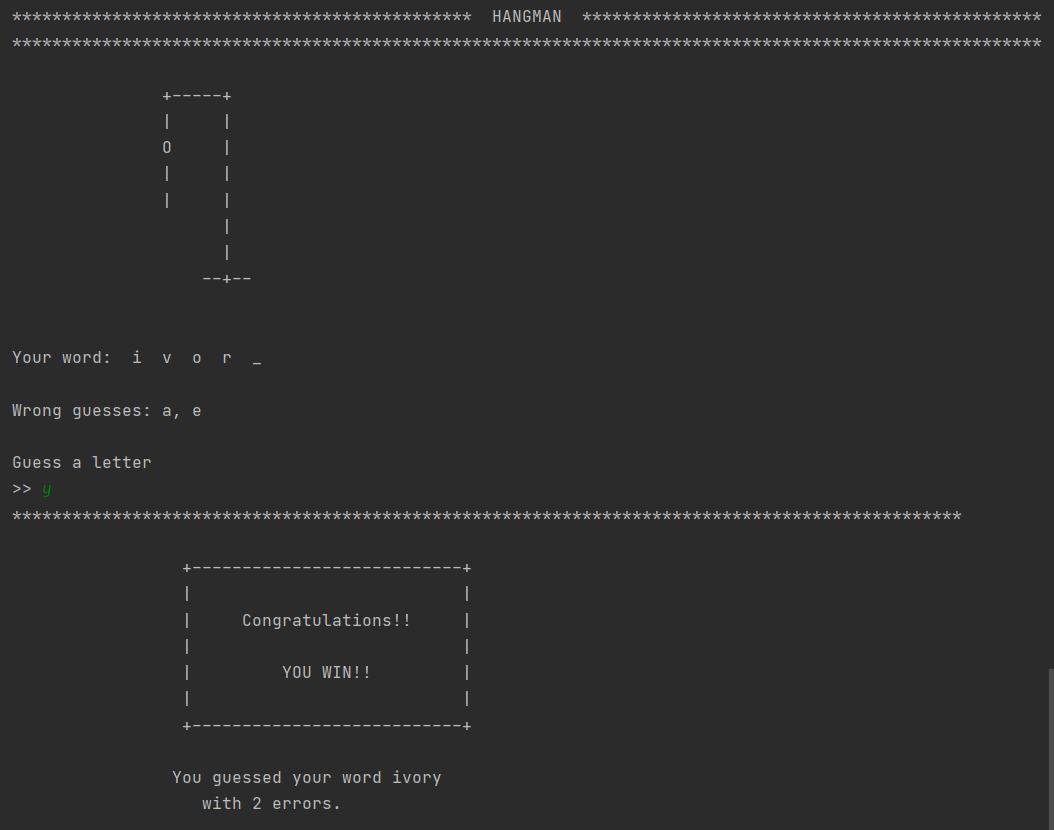 ********************************************** HANGMAN **********************************************
*******************************************************************************************************
+-----+
|     |
O     |
|     |
|     |
      |
      |
    --+--
Your word:  i  v  o  r  _
Wrong guesses: a, e
Guess a letter
>> y
***********************************************************************************************
+---------------------------+
|                           |
|     Congratulations!!     |
|                           |
|         YOU WIN!!         |
|                           |
+---------------------------+
You guessed your word ivory
with 2 errors.